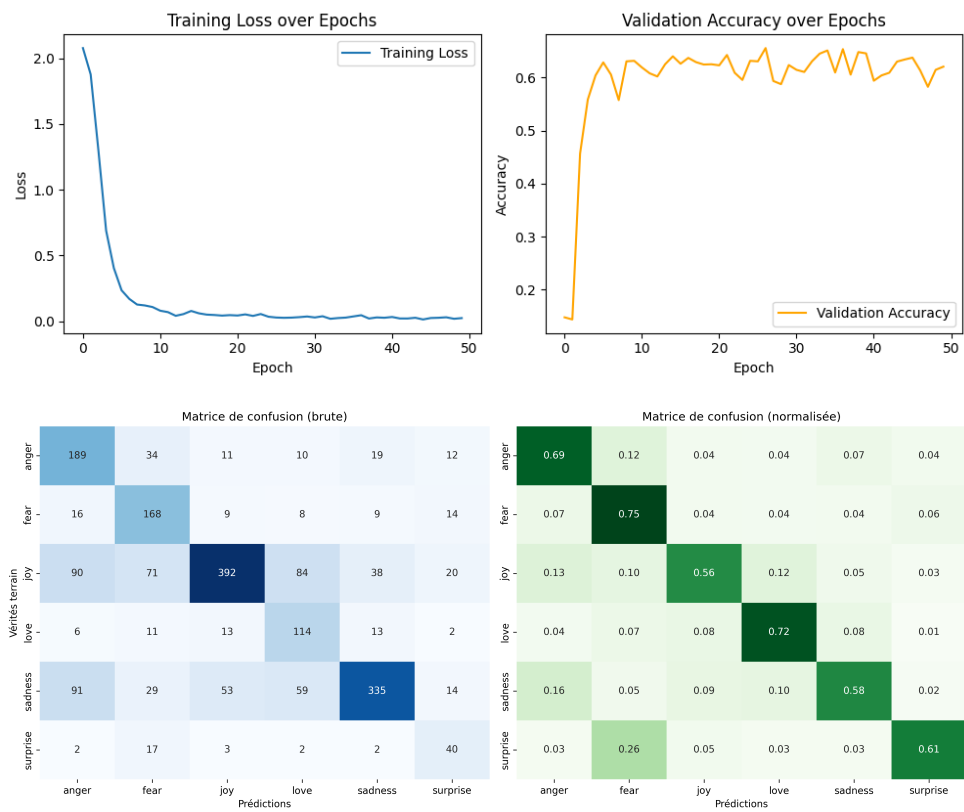 Training Loss over Epochs
Training Loss
2.0
1.5
1.0
0.5
0.0
Loss
0 10 20 30 40 50
Epoch
Validation Accuracy over Epochs
0.6
0.5
0.4
0.3
0.2
Accuracy
Validation Accuracy
0 10 20 30 40 50
Epoch
Matrice de confusion (brute)
Vérités terrain
anger 189 34 11 10 19 12
fear 16 168 9 8 9 14
joy 90 71 392 84 38 20
love 6 11 13 114 13 2
sadness 91 29 53 59 335 14
surprise 2 17 3 2 2 40
anger fear joy love sadness surprise
Prédictions
Matrice de confusion (normalisée)
anger 0.69 0.12 0.04 0.04 0.07 0.04
fear 0.07 0.75 0.04 0.04 0.04 0.06
joy 0.13 0.10 0.56 0.12 0.05 0.03
love 0.04 0.07 0.08 0.72 0.08 0.01
sadness 0.16 0.05 0.09 0.10 0.58 0.02
surprise 0.03 0.26 0.05 0.03 0.03 0.61
anger fear joy love sadness surprise
Prédictions